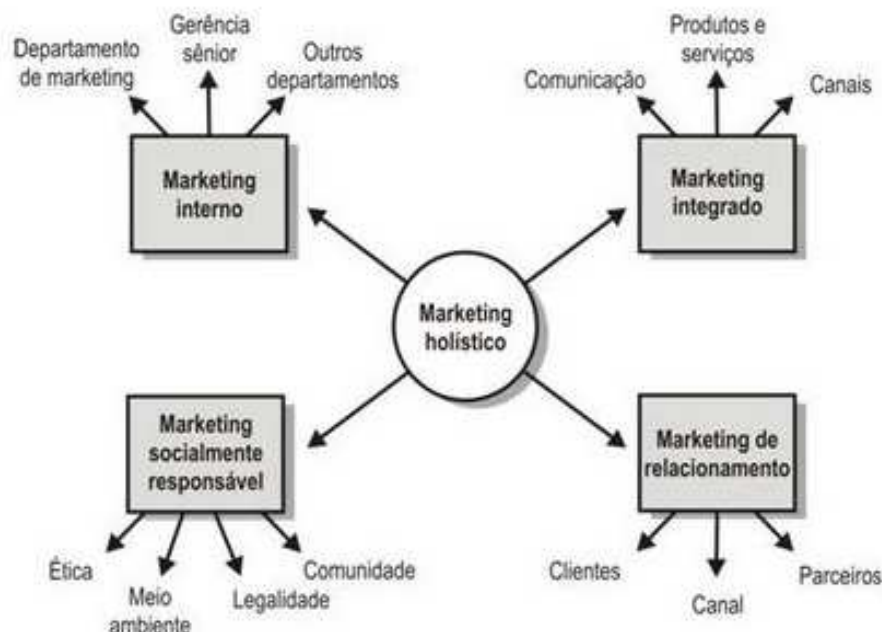 Departamento
de marketing
Gerência
sênior
Outros
departamentos
Marketing
interno
Comunicação
Produtos e
serviços
Canais
Marketing
integrado
Marketing
holístico
Marketing
socialmente
responsável
Ética
Meio
ambiente
Legalidade
Comunidade
Marketing de
relacionamento
Clientes
Canal
Parceiros